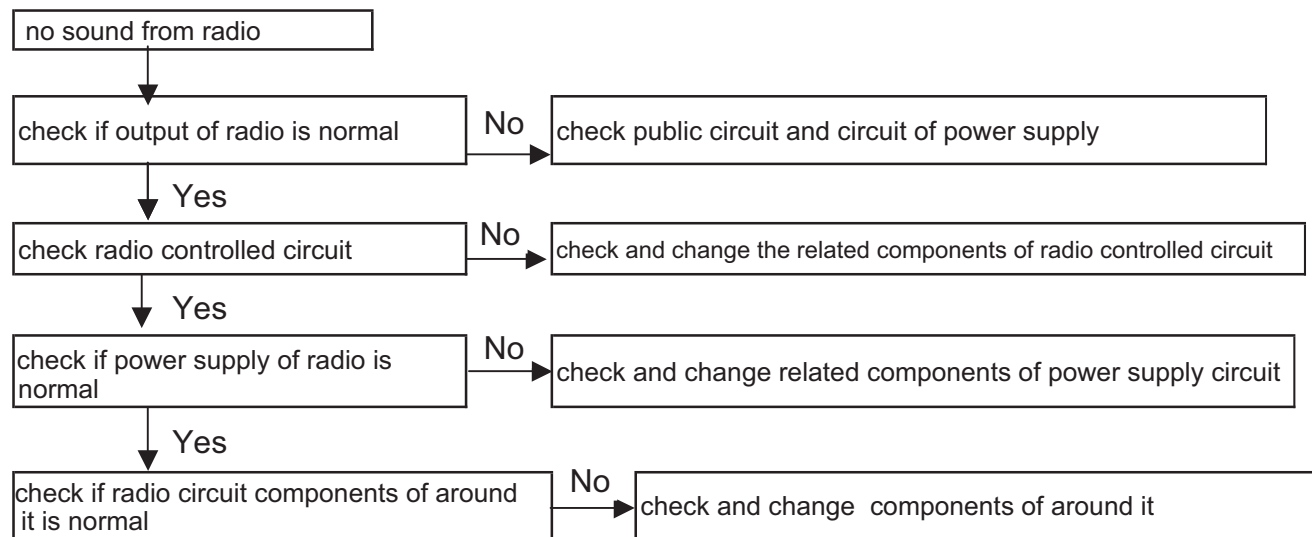 no sound from radio
check if output of radio is normal
No
check public circuit and circuit of power supply
Yes
check radio controlled circuit
No
check and change the related components of radio controlled circuit
Yes
check if power supply of radio is
normal
No
check and change related components of power supply circuit
Yes
check if radio circuit components of around
it is normal
No
check and change components of around it